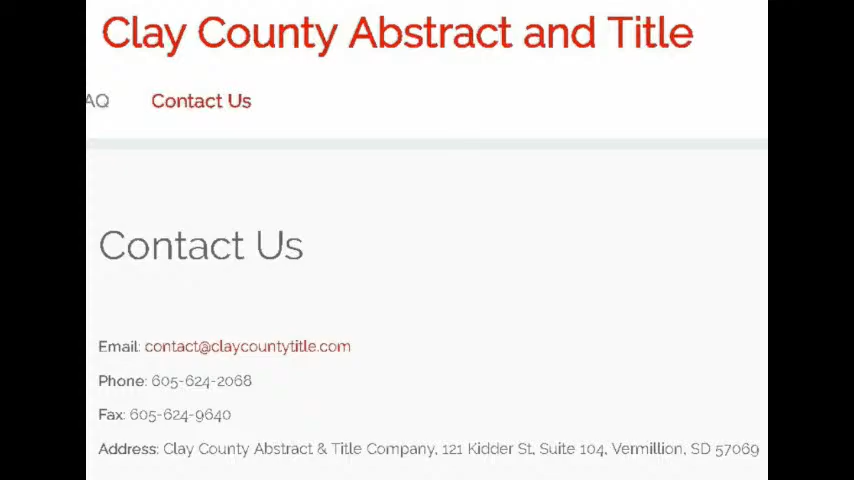 Clay County Abstract and Title
AQ
Contact Us
Contact Us
Email: contact@claycountytitle.com
Phone: 605-624-2068
Fax: 605-624-9640
Address: Clay County Abstract & Title Company, 121 Kidder St, Suite 104, Vermillion, SD 57069